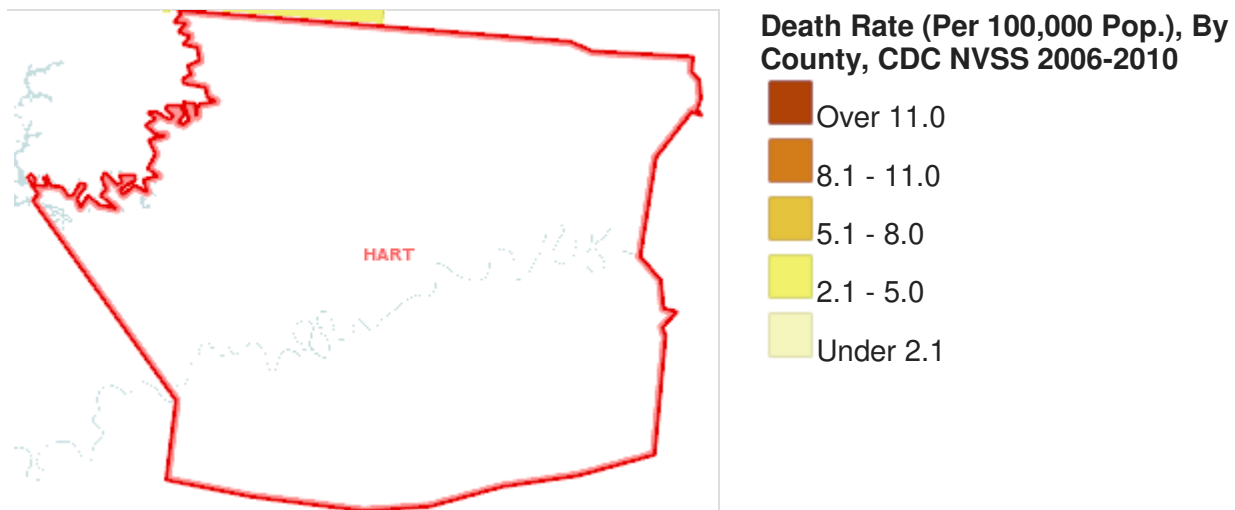 HART
Death Rate (Per 100,000 Pop.), By
County, CDC NVSS 2006-2010
Over 11.0
8.1 - 11.0
5.1 - 8.0
2.1 - 5.0
Under 2.1